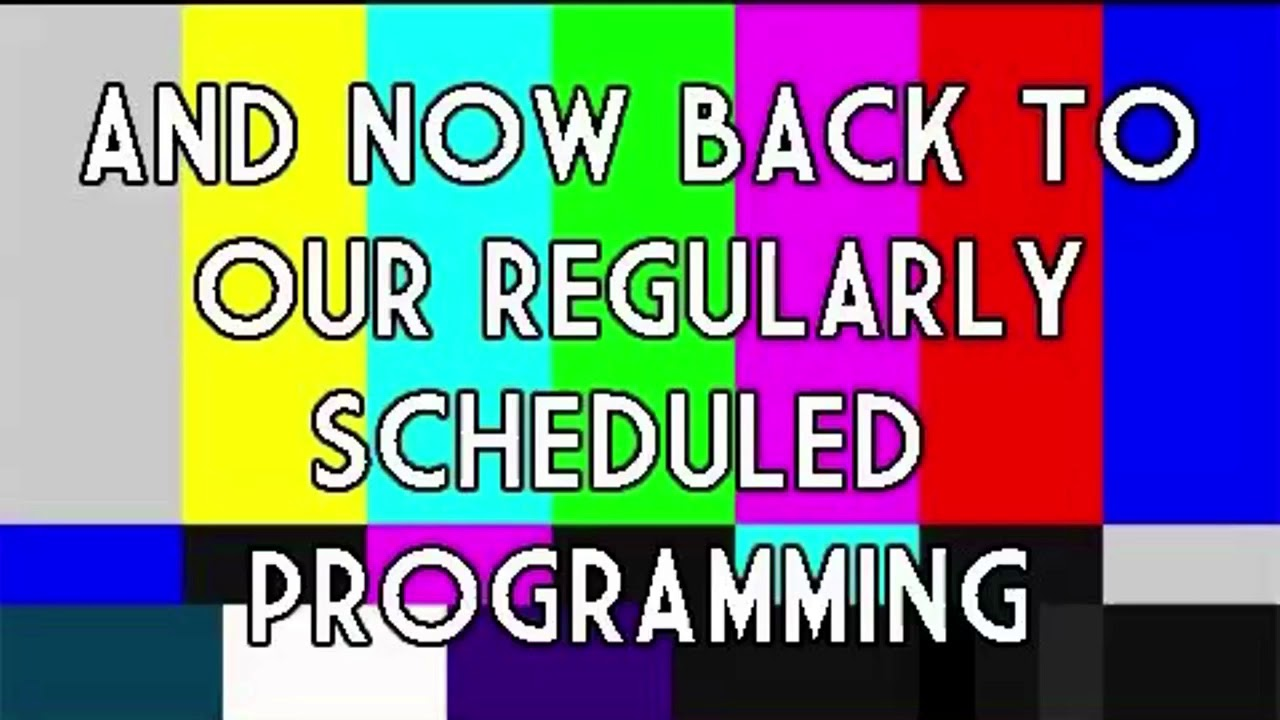 AND NOW BACK TO
OUR REGULARLY
SCHEDULED
PROGRAMMING